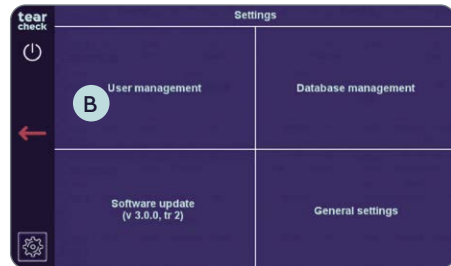 tear
check
Settings
User management
B
Database management
Software update
(v 3.0.0, tr 2)
General settings